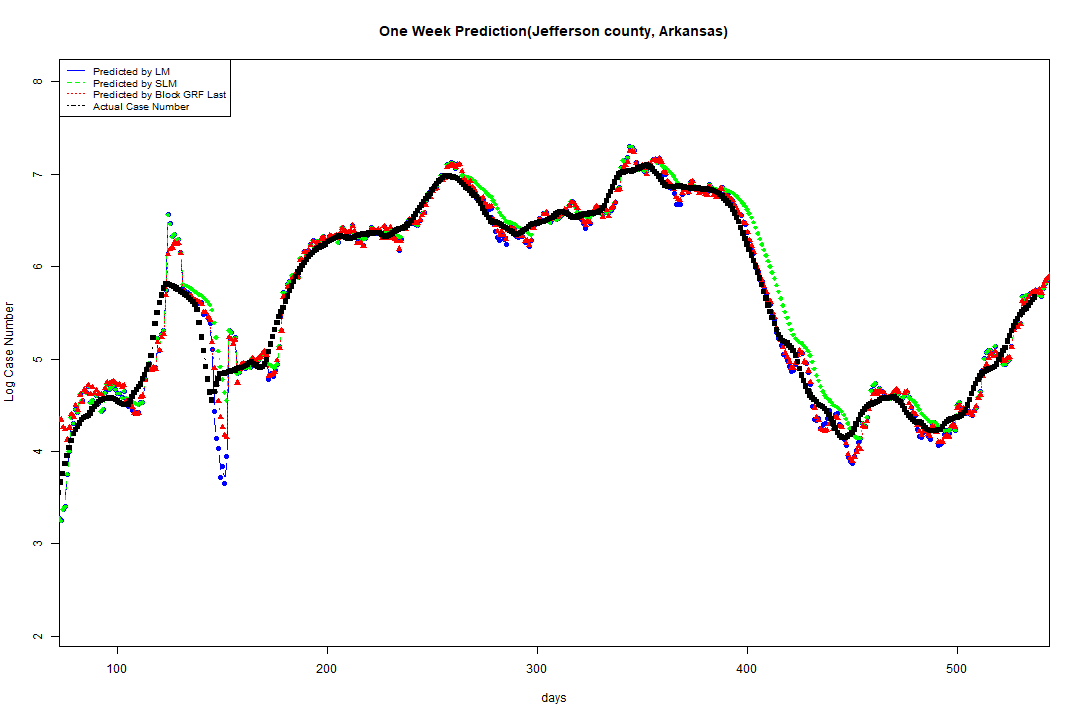 One Week Prediction(Jefferson county, Arkansas)
Predicted by LM
Predicted by SLM
Predicted by Block GRF Last
Actual Case Number
8
7
6
5
4
3
2
Log Case Number
100 200 300 400 500
days